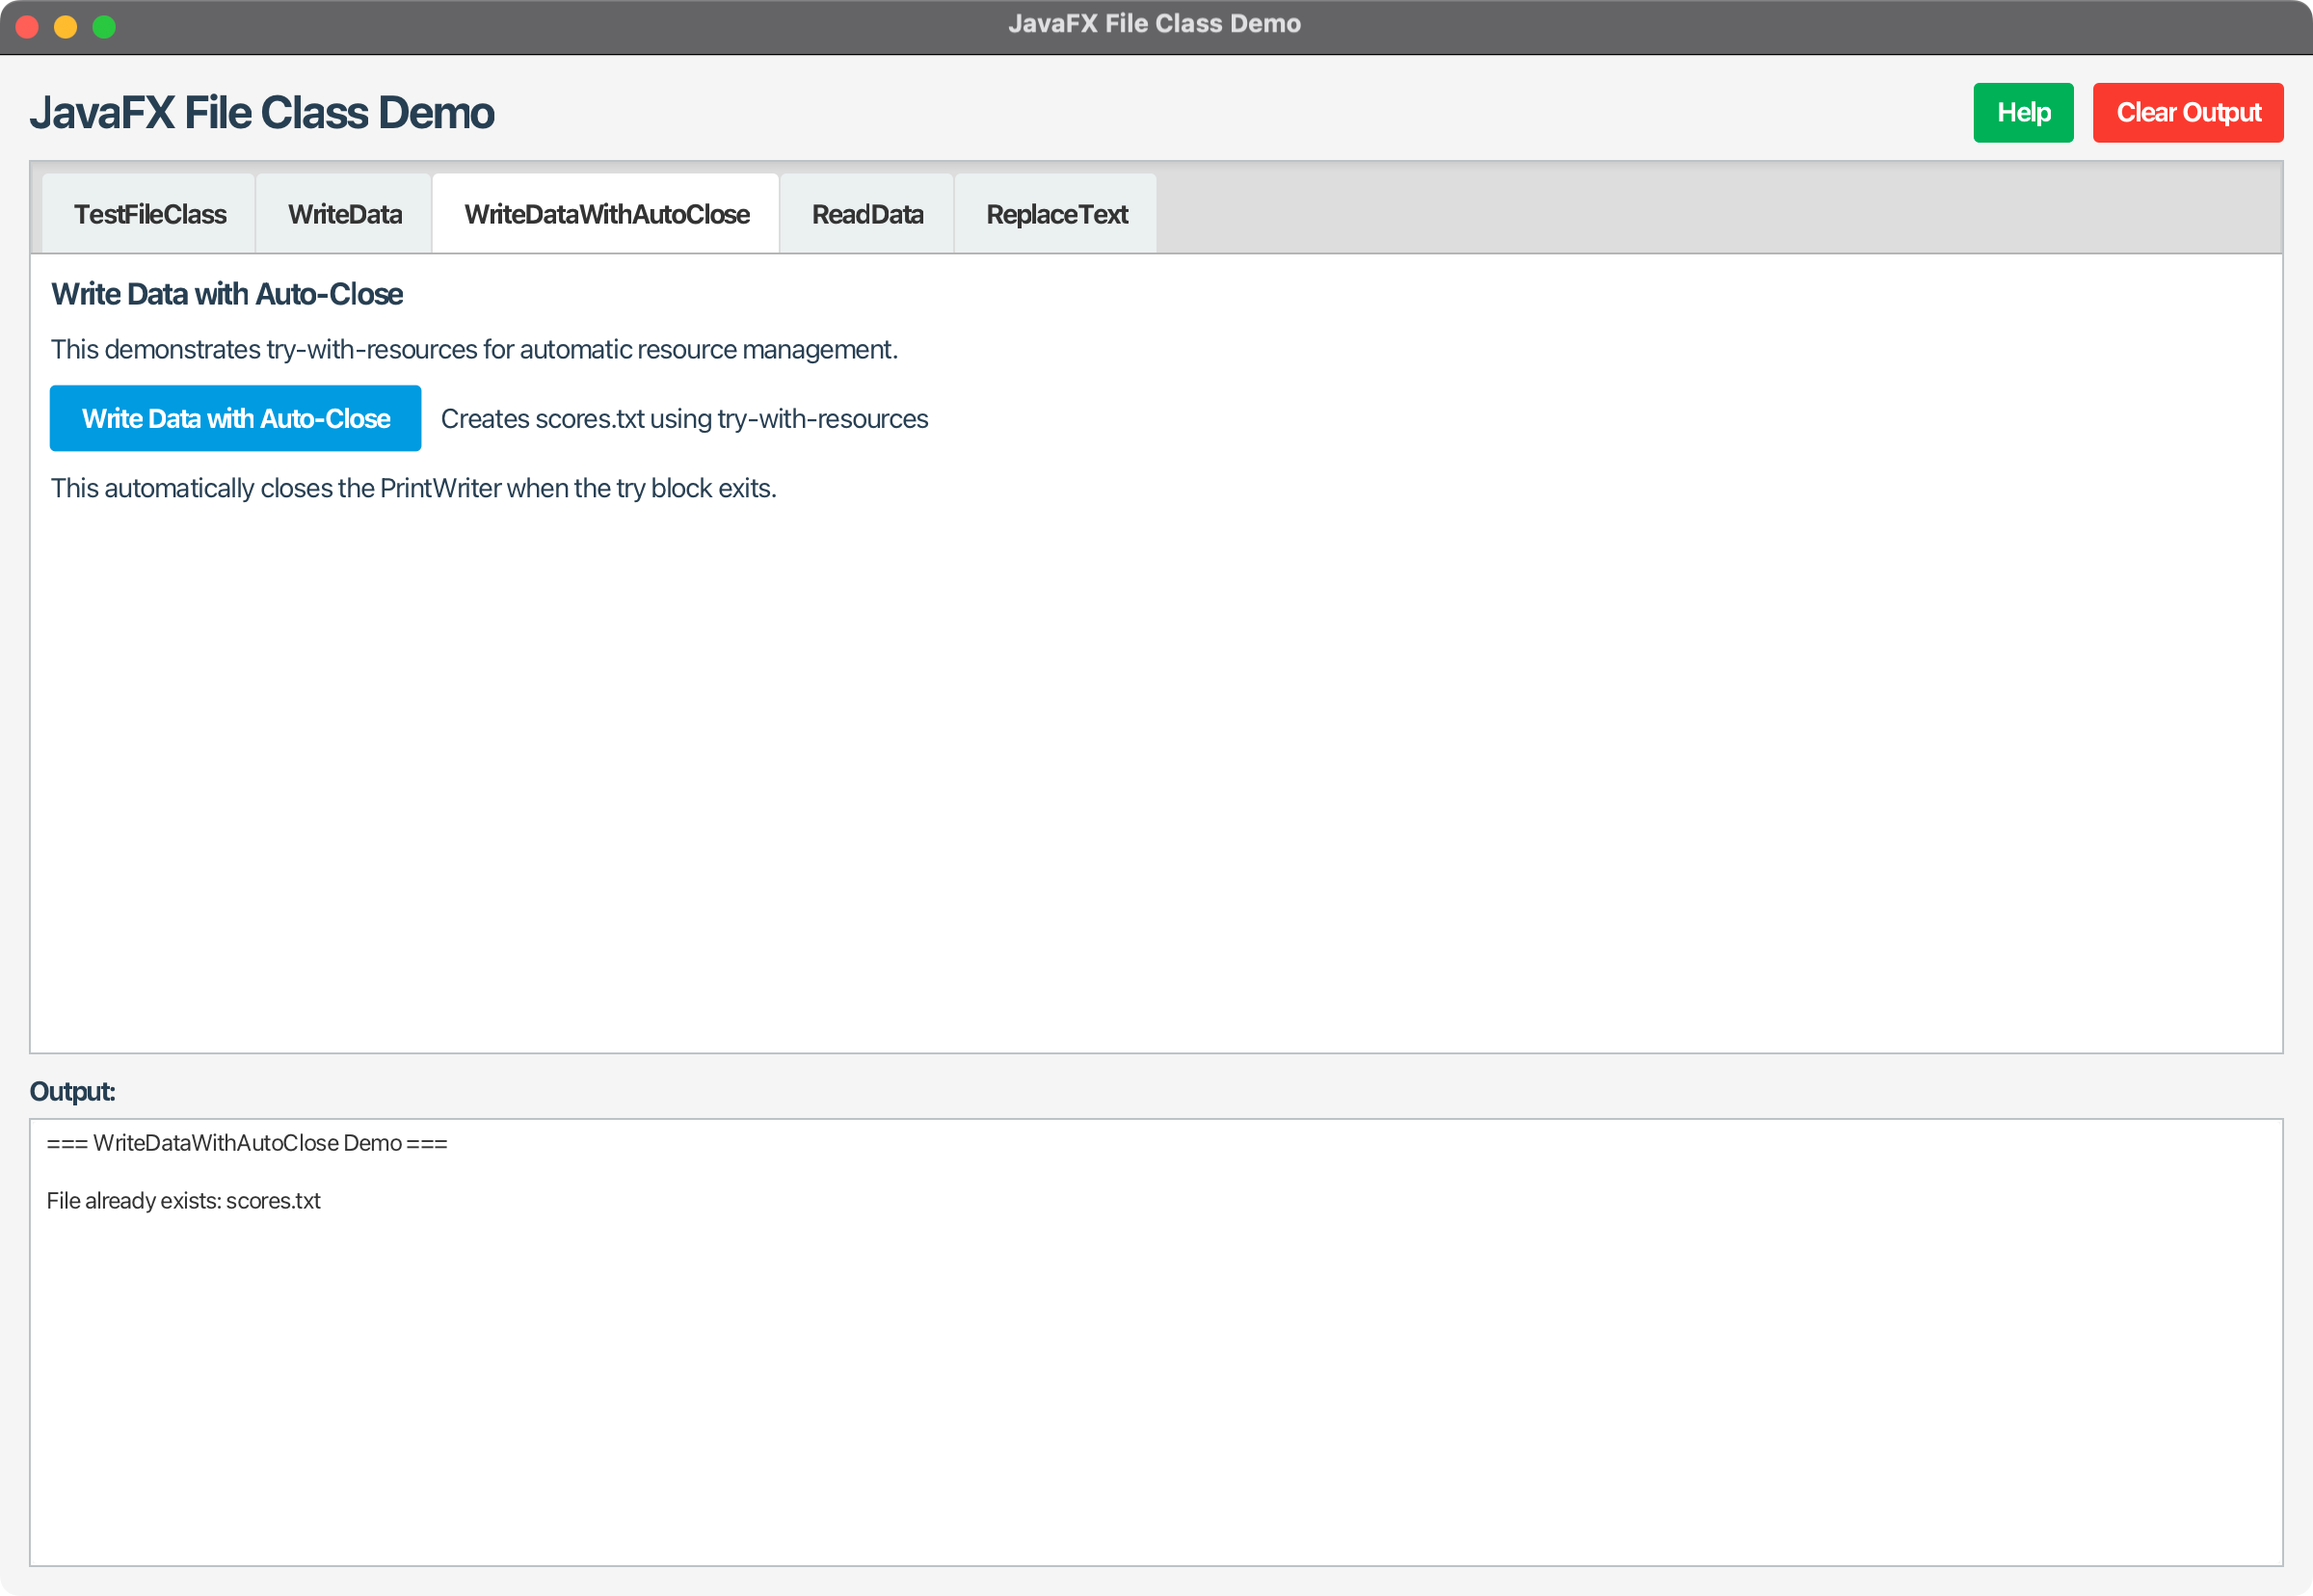 JavaFX File Class Demo
JavaFX File Class Demo
Help
Clear Output
TestFileClass
WriteData
WriteDataWithAutoClose
ReadData
ReplaceText
Write Data with Auto-Close
This demonstrates try-with-resources for automatic resource management.
Write Data with Auto-Close
Creates scores.txt using try-with-resources
This automatically closes the PrintWriter when the try block exits.
Output:
=== WriteDataWithAutoClose Demo ===
File already exists: scores.txt